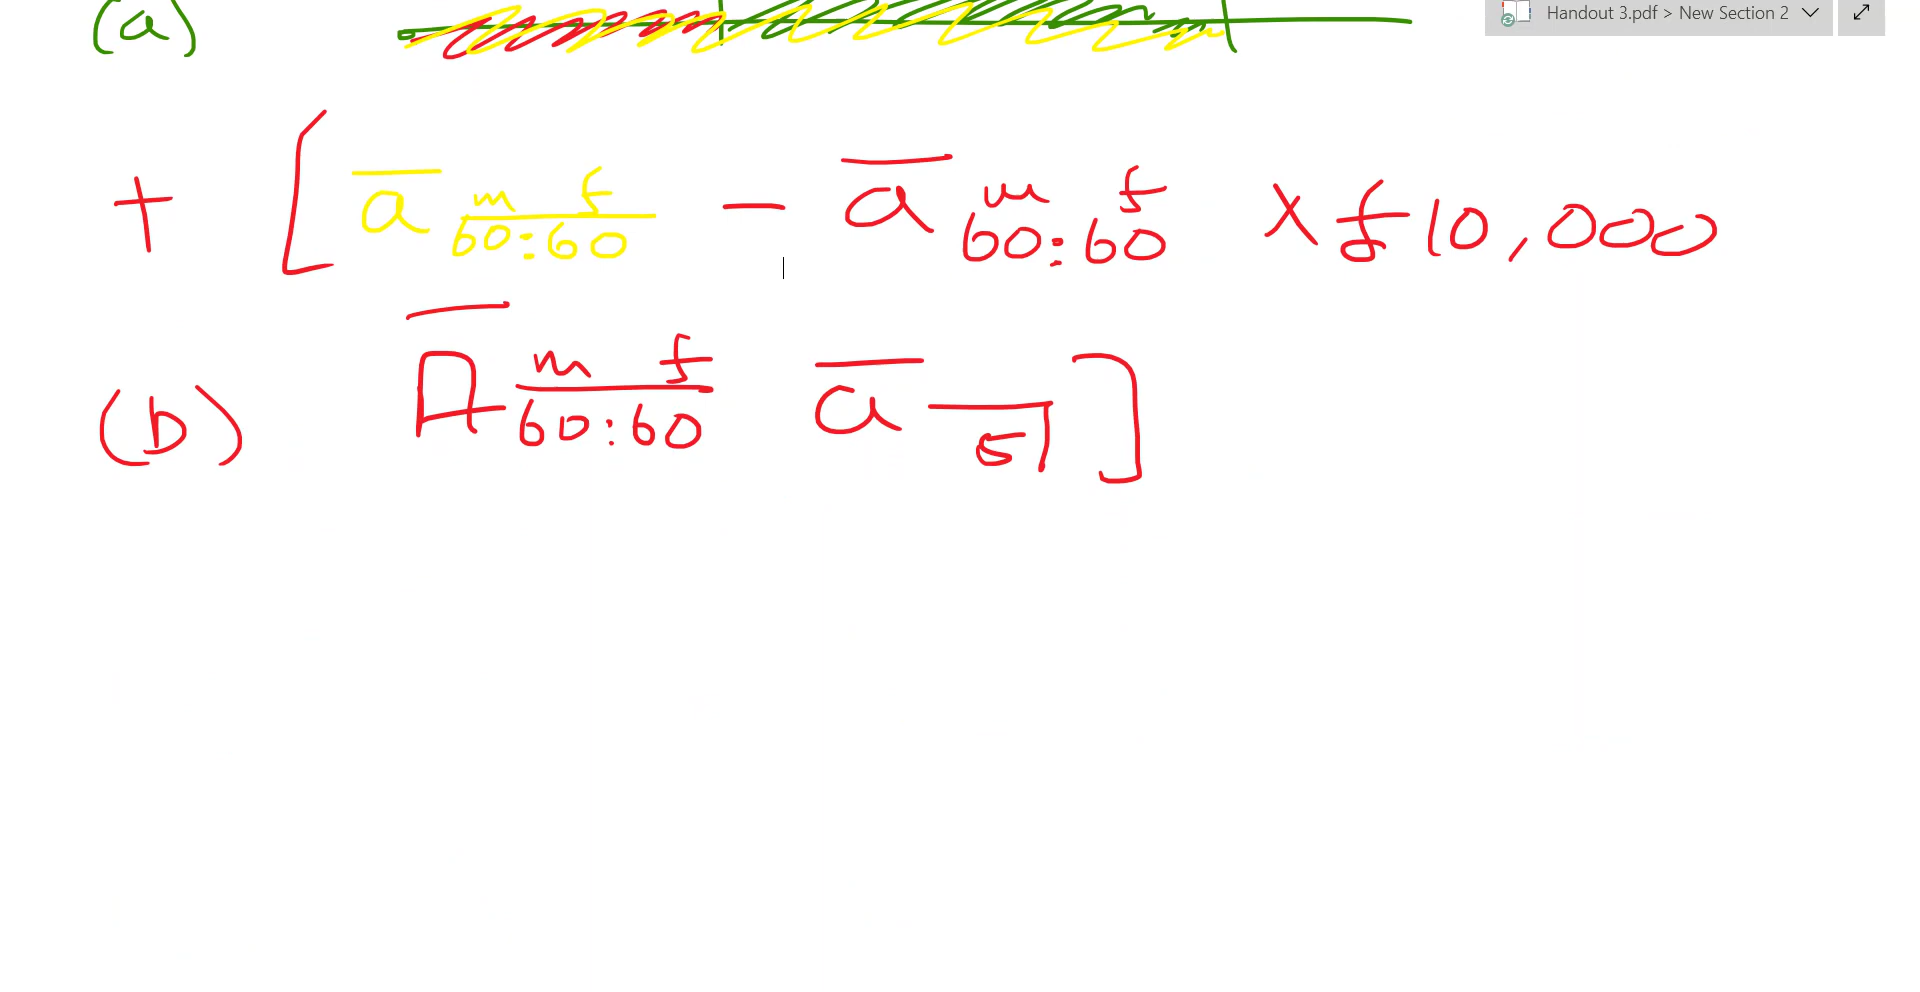 Handout 3.pdf > New Section 2
(a)
+ [ a̅ m f 60:60 - a̅ m f 60:60 × £10,000
(b) A̅ m f 60:60 a̅ 5 ]